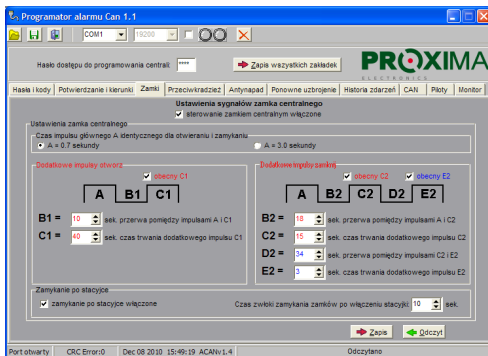 Programator alarmu Can 1.1
COM1 19200
Hasło dostępu do programowania centrali: **** Zapis wszystkich zakładek
PROXIMA
ELECTRONICS
Hasła i kody Potwierdzanie i kierunki Zamki Przeciwkradzież Antynapad Ponowne uzbrojenie Historia zdarzeń CAN Piloty Monitor
Ustawienia sygnałów zamka centralnego
sterowanie zamkiem centralnym włączone
Ustawienia zamka centralnego
Czas impulsu głównego A identycznego dla otwieraniu i zamykaniu
A = 0.7 sekundy A = 3.0 sekundy
Dodatkowe impulsy otwórz
obecny C1
A B1 C1
B1 = 10 sek. przerwa pomiędzy impulsami A i C1
C1 = 40 sek. czas trwania dodatkowego impulsu C1
Dodatkowe impulsy zamknij
obecny C2 obecny E2
A B2 C2 D2 E2
B2 = 18 sek. przerwa pomiędzy impulsami A i C2
C2 = 15 sek. czas trwania dodatkowego impulsu C2
D2 = 34 sek. przerwa pomiędzy impulsami C2 i E2
E2 = 3 sek. czas trwania dodatkowego impulsu E2
Zamykanie po stacyjce
zamykanie po stacyjce włączone Czas zwłoki zamykania zamków po włączeniu stacyjki: 10 sek.
Zapis Odczyt
Port otwarty CRC Error:0 Dec 08 2010 15:49:19 ACANv1.4 Odczytano